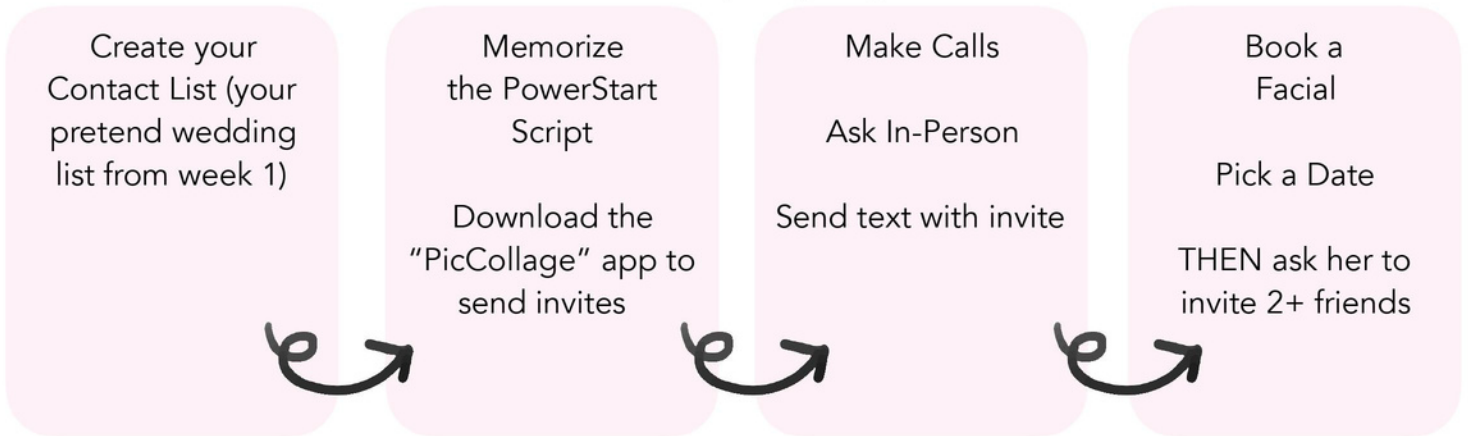 Create your
Contact List (your
pretend wedding
list from week 1)
Memorize
the PowerStart
Script
Download the
“PicCollage” app to
send invites
Make Calls
Ask In-Person
Send text with invite
Book a
Facial
Pick a Date
THEN ask her to
invite 2+ friends